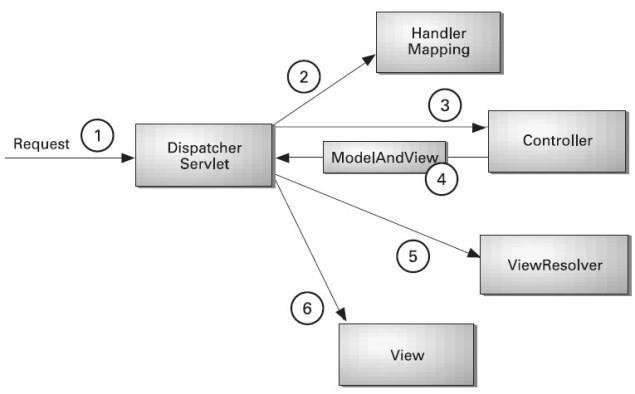 Handler
Mapping
2
3
Request
1
Dispatcher
Servlet
Controller
ModelAndView
4
5
ViewResolver
6
View